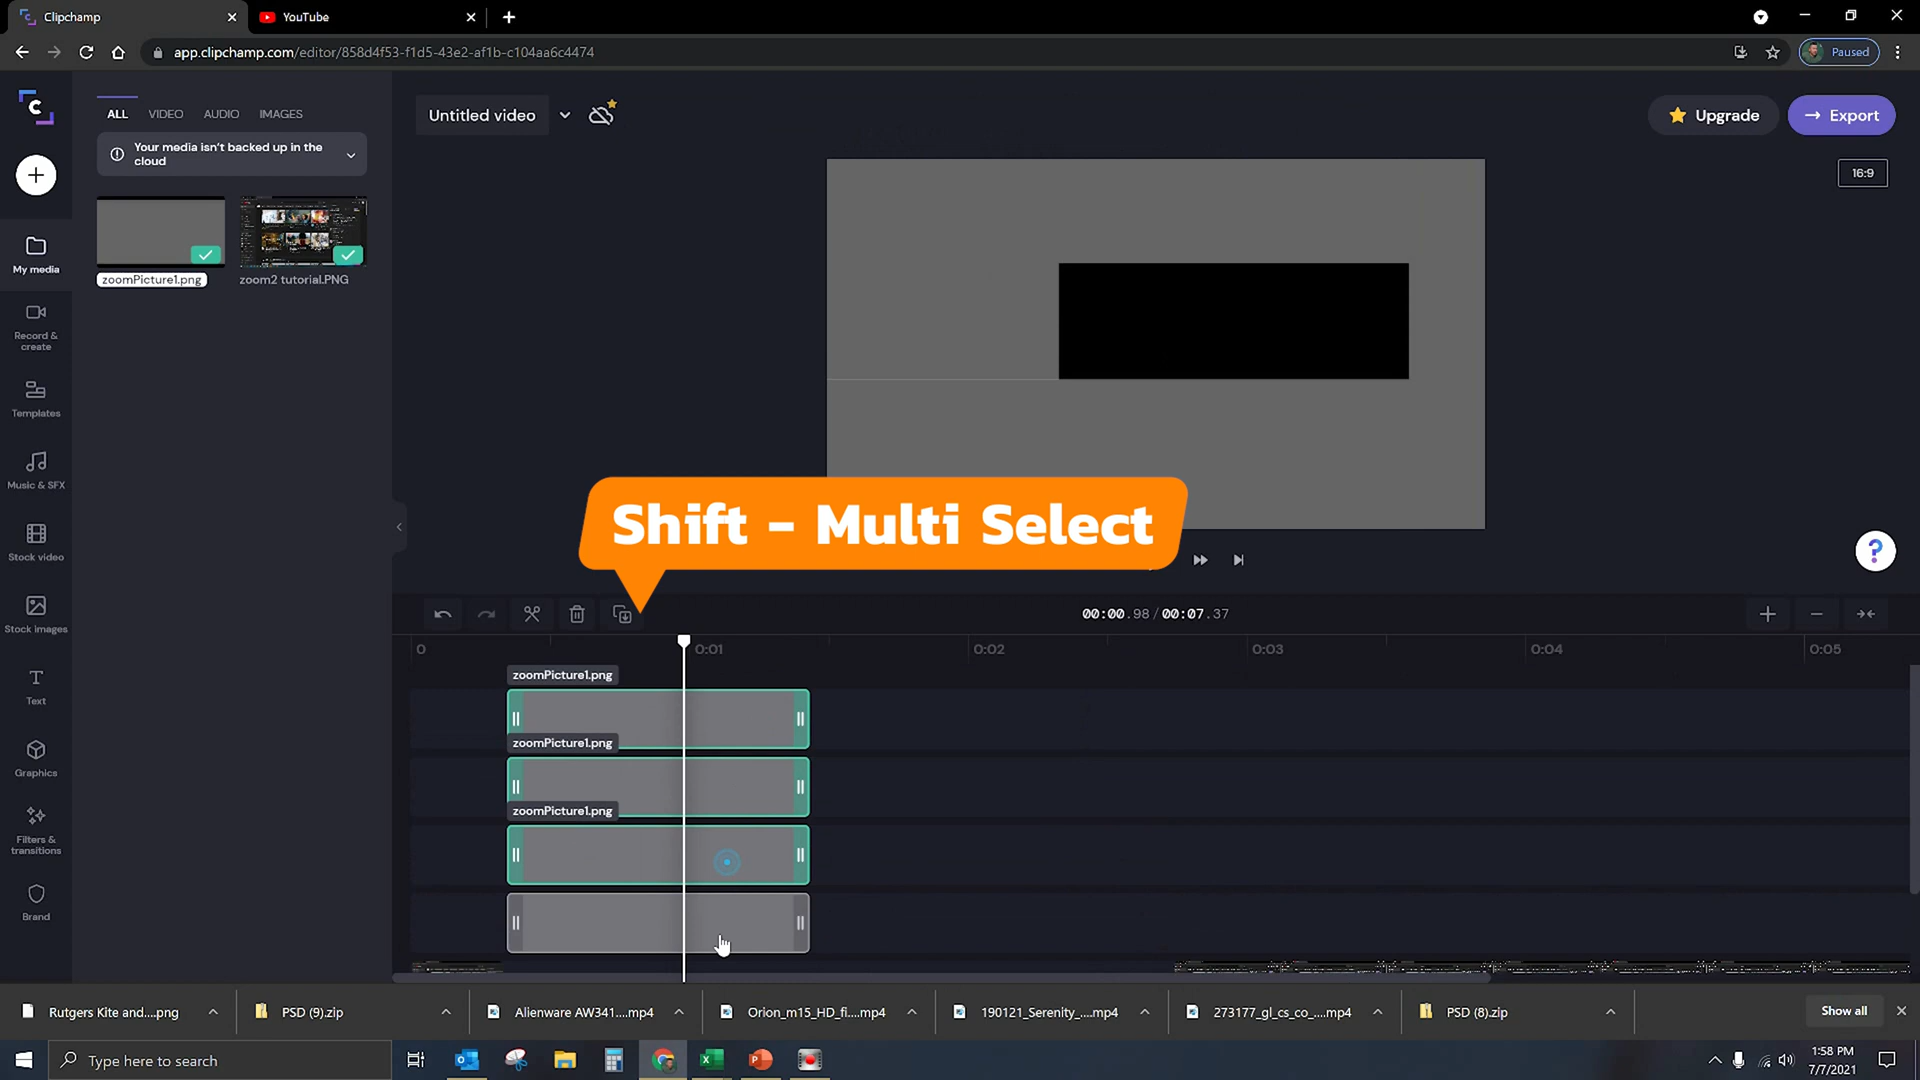 Clipchamp
YouTube
app.clipchamp.com/editor/858d4f53-f1d5-43e2-af1b-c104aa6c4474
Paused
ALL VIDEO AUDIO IMAGES
Your media isn't backed up in the
cloud
zoomPicture1.png
zoom2 tutorial.PNG
My media
Record &
create
Templates
Music & SFX
Stock video
Stock images
Text
Graphics
Filters &
transitions
Brand
Untitled video
Upgrade
Export
16:9
Shift - Multi Select
?
00:00.98 / 00:07.37
0 0:01 0:02 0:03 0:04 0:05
zoomPicture1.png
zoomPicture1.png
zoomPicture1.png
Rutgers Kite and....png
PSD (9).zip
Alienware AW341....mp4
Orion_m15_HD_fi....mp4
190121_Serenity_....mp4
273177_gl_cs_co_....mp4
PSD (8).zip
Show all
Type here to search
1:58 PM
7/7/2021